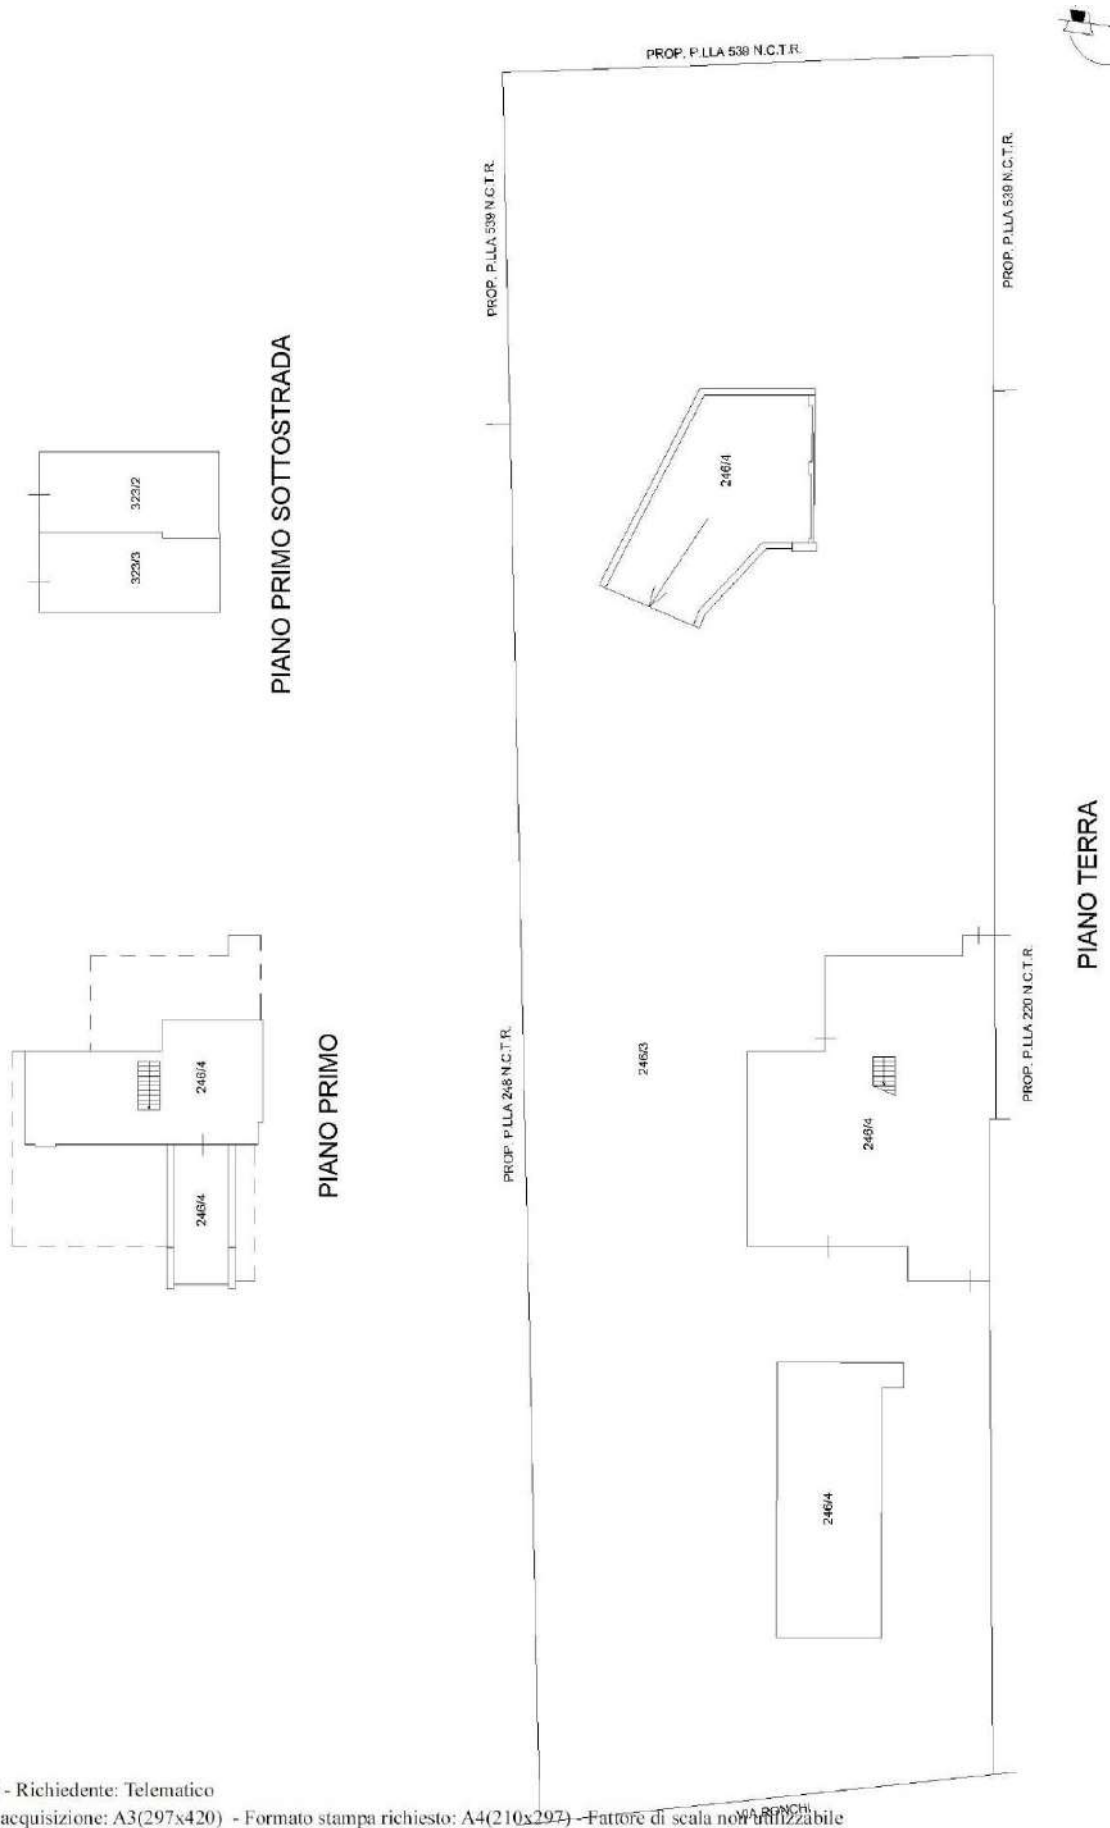 PROP. P.LLA 539 N.C.T.R.
PROP. P.LLA 539 N.C.T.R.
PROP. P.LLA 539 N.C.T.R.
323/2
323/3
PIANO PRIMO SOTTOSTRADA
246/4
246/4
246/4
PIANO PRIMO
PROP. P.LLA 248 N.C.T.R.
246/3
246/4
PROP. P.LLA 220 N.C.T.R.
PIANO TERRA
246/4
VIA RONCHI
- Richiedente: Telematico
acquisizione: A3(297x420) - Formato stampa richiesto: A4(210x297) - Fattore di scala non utilizzabile